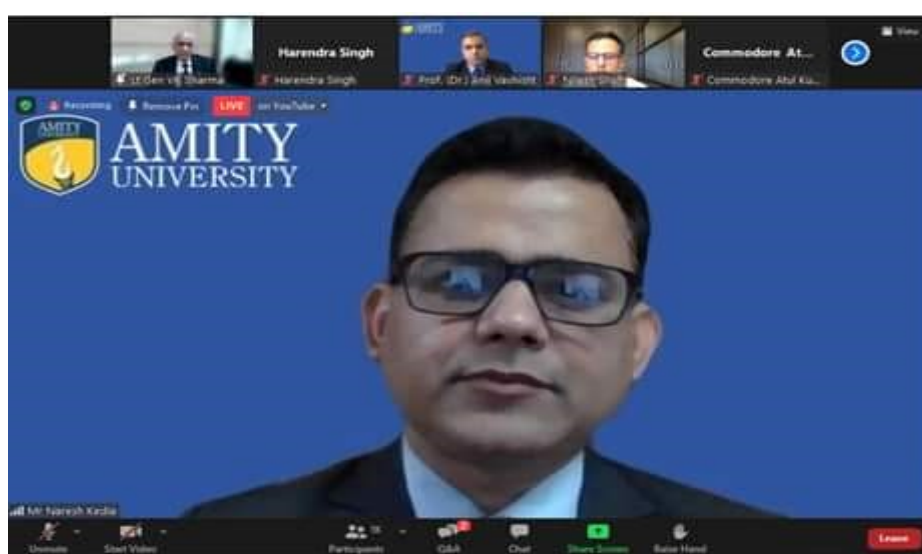 Harendra Singh
Commodore At...
View
Lt Gen VK Sharma
Harendra Singh
Prof. (Dr.) Anil Vashisht
Commodore Atul Ku...
Recording
Remove Pin
LIVE
on YouTube
AMITY
AMITY
UNIVERSITY
Mr Naresh Kedia
Unmute
Start Video
Participants
Q&A
Chat
Share Screen
Raise Hand
Leave